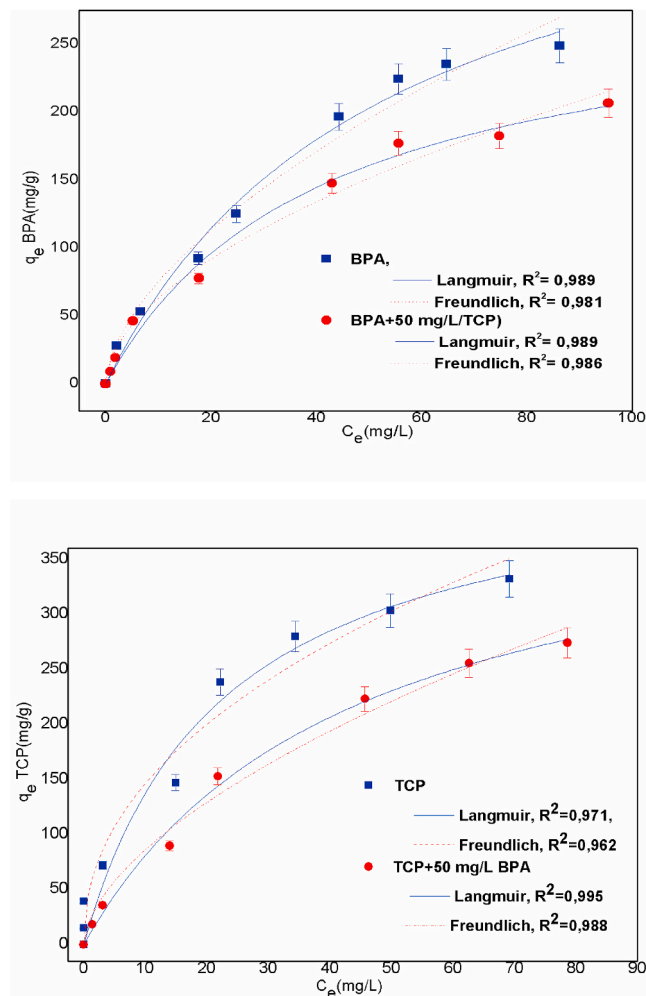 250
200
150
100
50
0
qe BPA(mg/g)
BPA,
Langmuir, R²= 0,989
Freundlich, R²= 0,981
BPA+50 mg/L/TCP)
Langmuir, R²= 0,989
Freundlich, R²= 0,986
0 20 40 60 80 100
Ce(mg/L)
350
300
250
200
150
100
50
0
qe TCP(mg/g)
TCP
Langmuir, R²=0,971,
Freundlich, R²=0,962
TCP+50 mg/L BPA
Langmuir, R²=0,995
Freundlich, R²=0,988
0 10 20 30 40 50 60 70 80 90
Ce(mg/L)